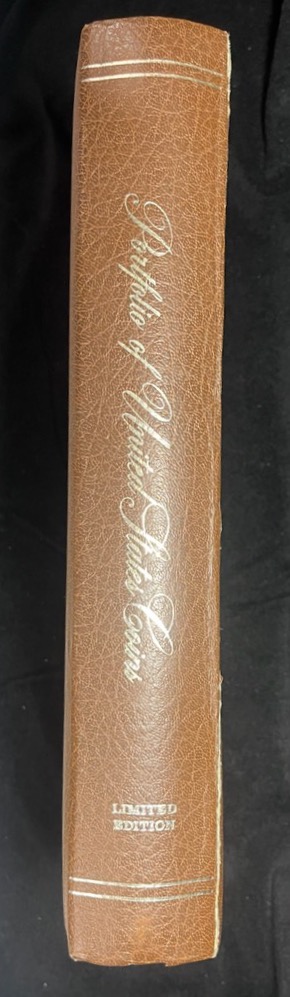 Portfolio of United States Coins
LIMITED
EDITION